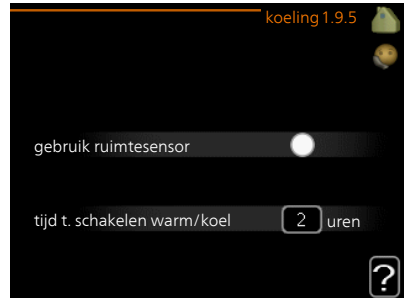 koeling 1.9.5
gebruik ruimtesensor
tijd t. schakelen warm/koel 2 uren
?